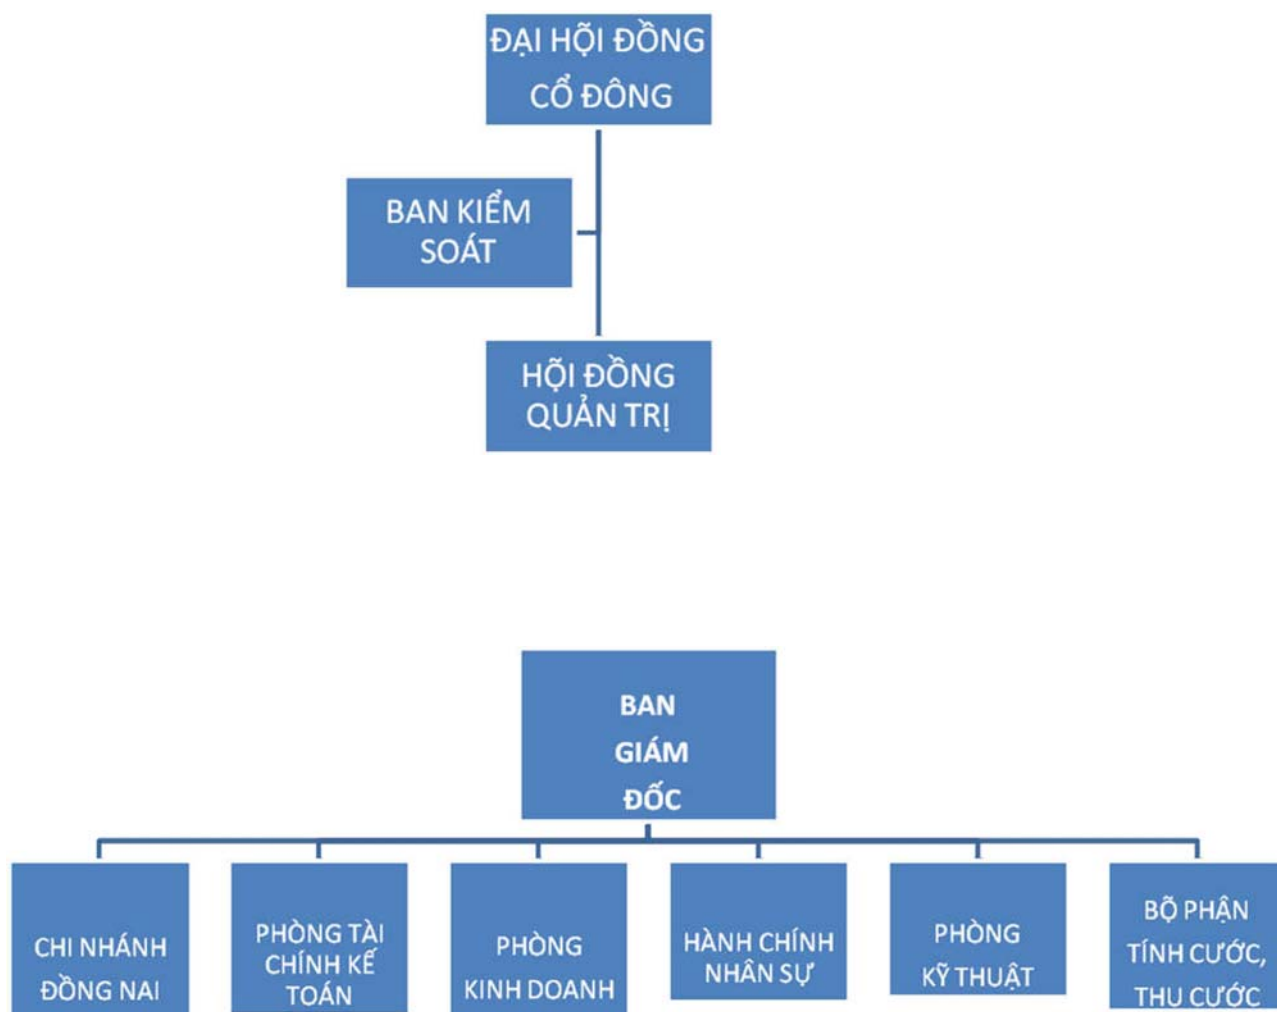 ĐẠI HỘI ĐỒNG
CỔ ĐÔNG
BAN KIỂM
SOÁT
HỘI ĐỒNG
QUẢN TRỊ
BAN
GIÁM
ĐỐC
CHI NHÁNH
ĐỒNG NAI
PHÒNG TÀI
CHÍNH KẾ
TOÁN
PHÒNG
KINH DOANH
HÀNH CHÍNH
NHÂN SỰ
PHÒNG
KỸ THUẬT
BỘ PHẬN
TÍNH CƯỚC,
THU CƯỚC